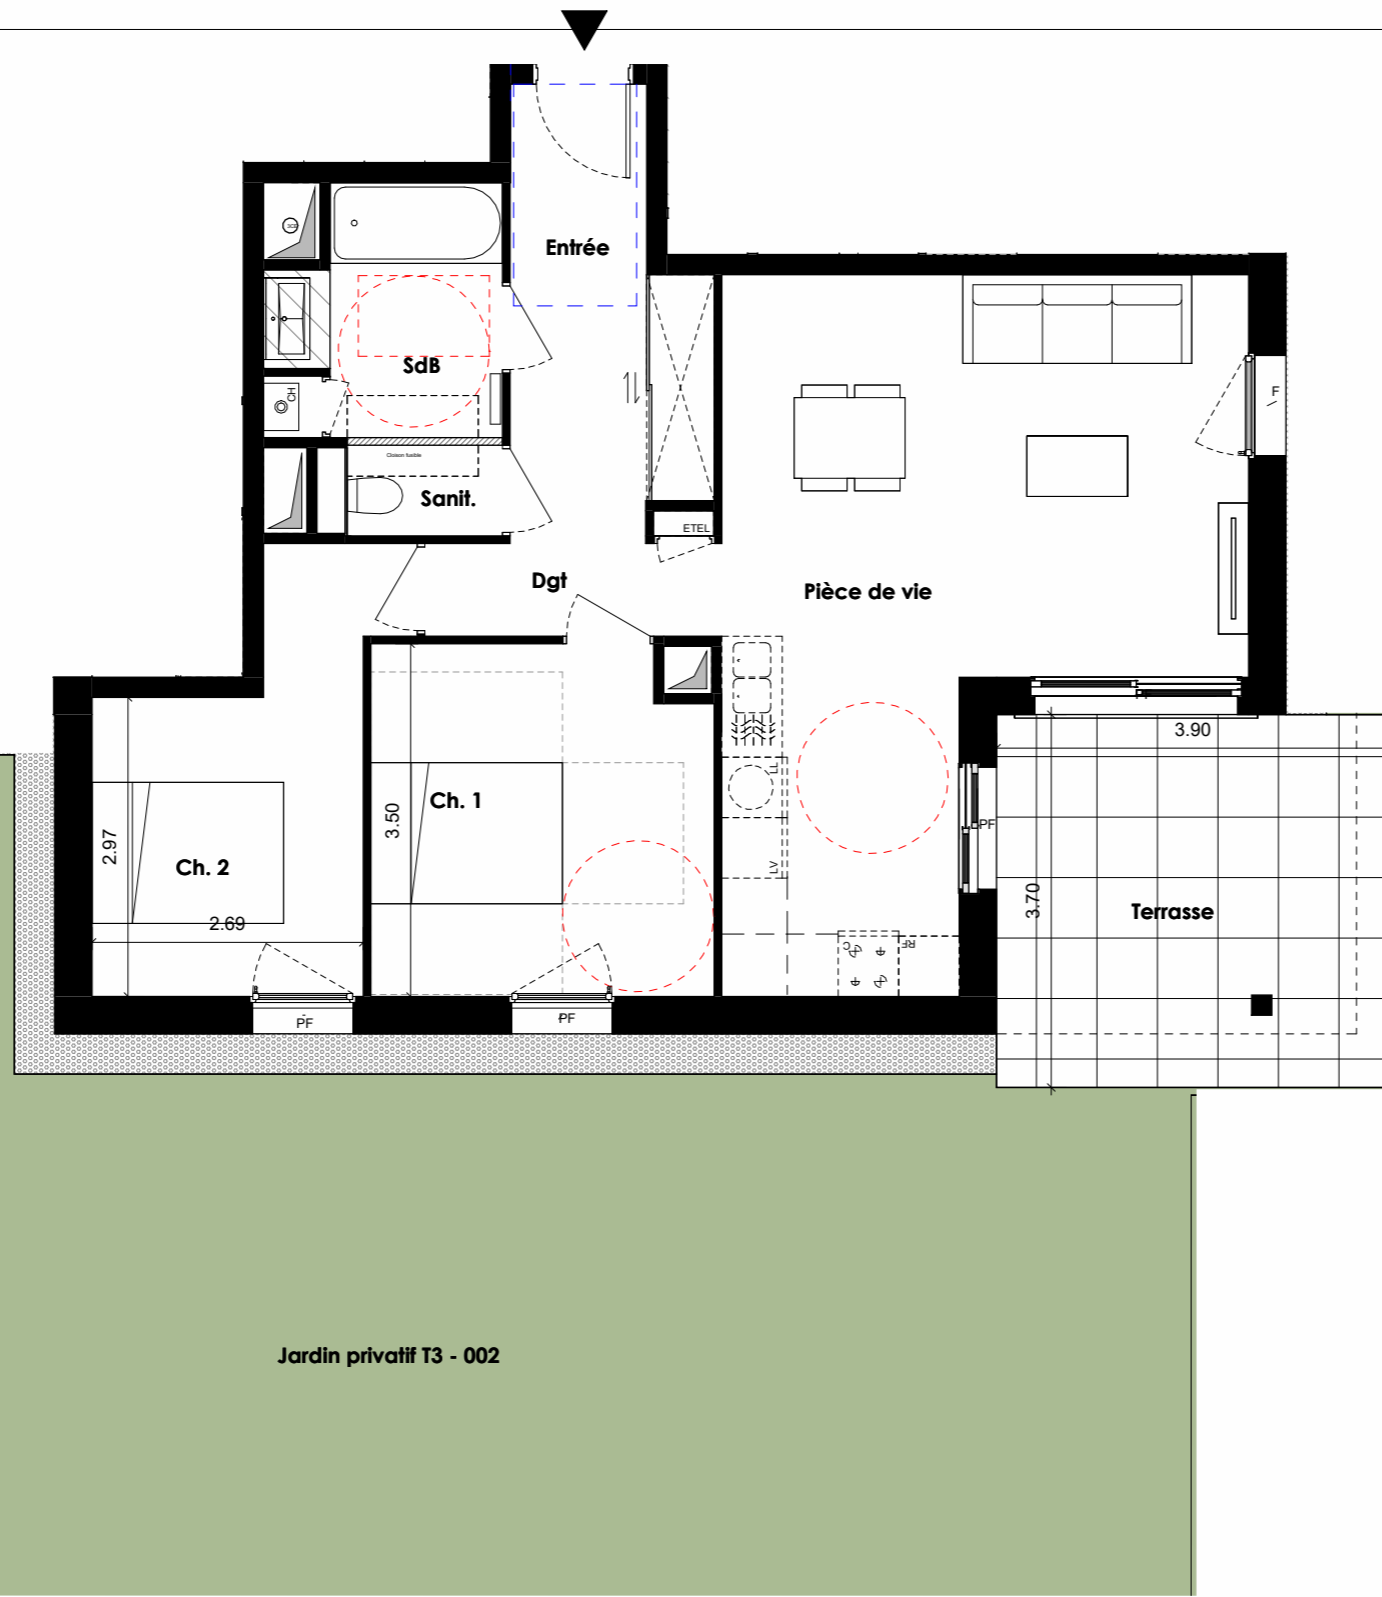 Entrée
SdB
CH
Cloison fusible
Sanit.
ETEL
F
Dgt
Pièce de vie
3.90
LL
PF
LV
3.50
Ch. 1
2.97
Ch. 2
2.69
3.70
Terrasse
C
RF
PF
PF
Jardin privatif T3 - 002